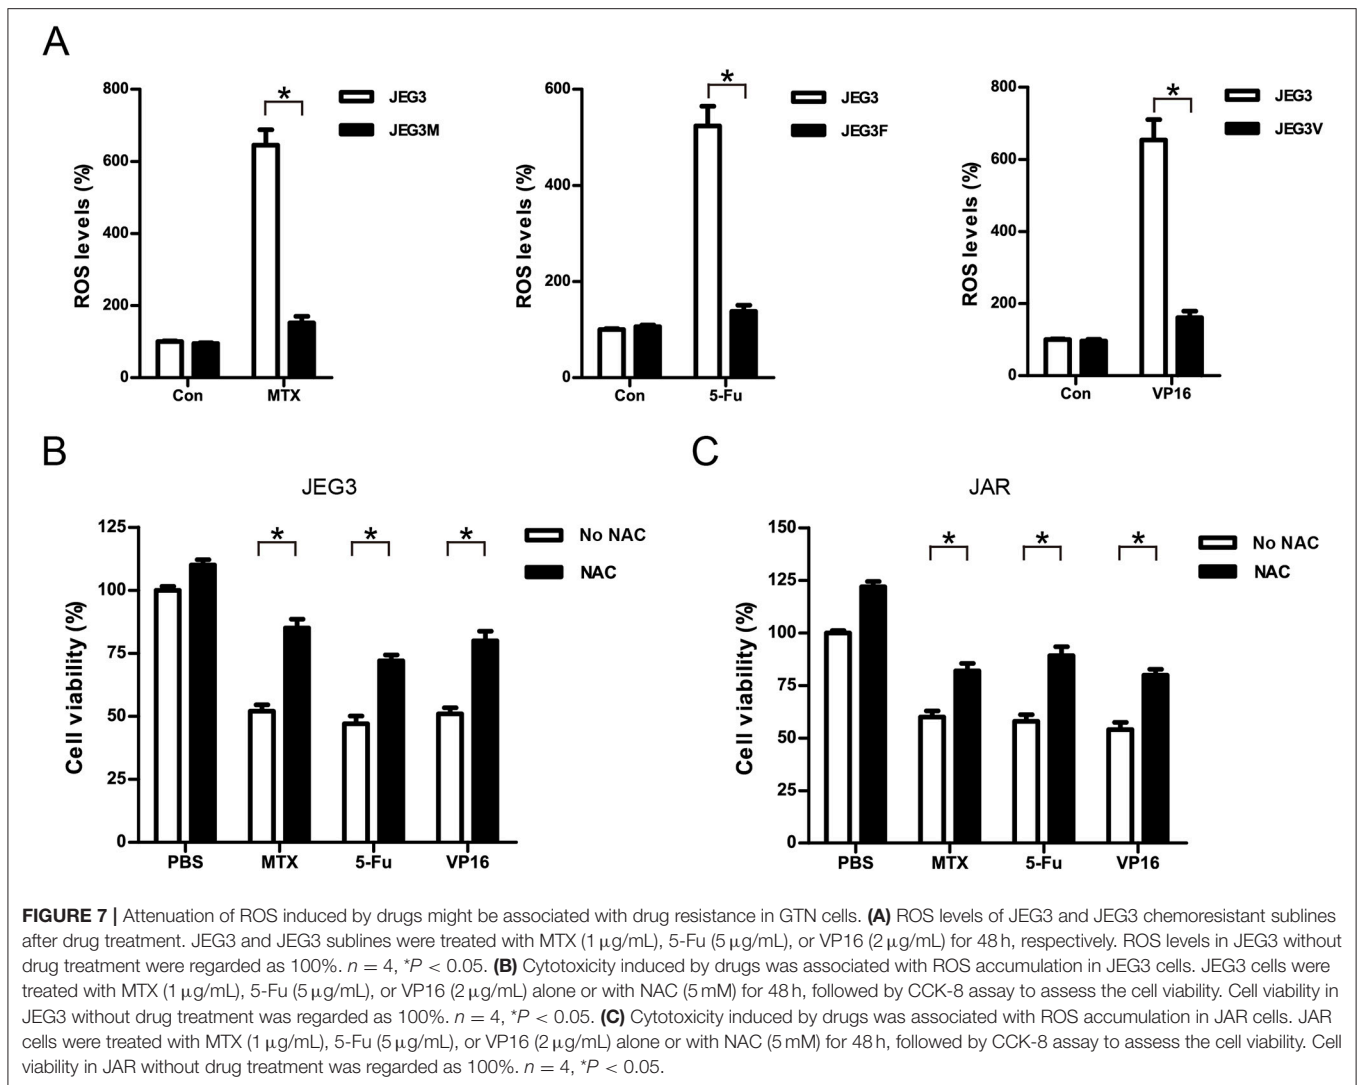 A
800
600
400
200
0
ROS levels (%)
*
JEG3
JEG3M
Con
MTX
600
400
200
0
ROS levels (%)
*
JEG3
JEG3F
Con
5-Fu
800
600
400
200
0
ROS levels (%)
*
JEG3
JEG3V
Con
VP16
B
JEG3
125
100
75
50
25
0
Cell viability (%)
*
*
*
No NAC
NAC
PBS
MTX
5-Fu
VP16
C
JAR
150
125
100
75
50
25
0
Cell viability (%)
*
*
*
No NAC
NAC
PBS
MTX
5-Fu
VP16
FIGURE 7 | Attenuation of ROS induced by drugs might be associated with drug resistance in GTN cells. (A) ROS levels of JEG3 and JEG3 chemoresistant sublines
after drug treatment. JEG3 and JEG3 sublines were treated with MTX (1 μg/mL), 5-Fu (5 μg/mL), or VP16 (2 μg/mL) for 48 h, respectively. ROS levels in JEG3 without
drug treatment were regarded as 100%. n = 4, *P < 0.05. (B) Cytotoxicity induced by drugs was associated with ROS accumulation in JEG3 cells. JEG3 cells were
treated with MTX (1 μg/mL), 5-Fu (5 μg/mL), or VP16 (2 μg/mL) alone or with NAC (5 mM) for 48 h, followed by CCK-8 assay to assess the cell viability. Cell viability in
JEG3 without drug treatment was regarded as 100%. n = 4, *P < 0.05. (C) Cytotoxicity induced by drugs was associated with ROS accumulation in JAR cells. JAR
cells were treated with MTX (1 μg/mL), 5-Fu (5 μg/mL), or VP16 (2 μg/mL) alone or with NAC (5 mM) for 48 h, followed by CCK-8 assay to assess the cell viability. Cell
viability in JAR without drug treatment was regarded as 100%. n = 4, *P < 0.05.